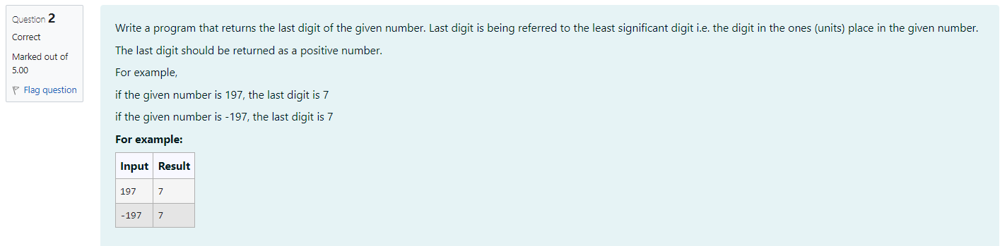 Question 2
Correct
Marked out of
5.00
Flag question
Write a program that returns the last digit of the given number. Last digit is being referred to the least significant digit i.e. the digit in the ones (units) place in the given number.
The last digit should be returned as a positive number.
For example,
if the given number is 197, the last digit is 7
if the given number is -197, the last digit is 7
For example:
Input Result
197 7
-197 7